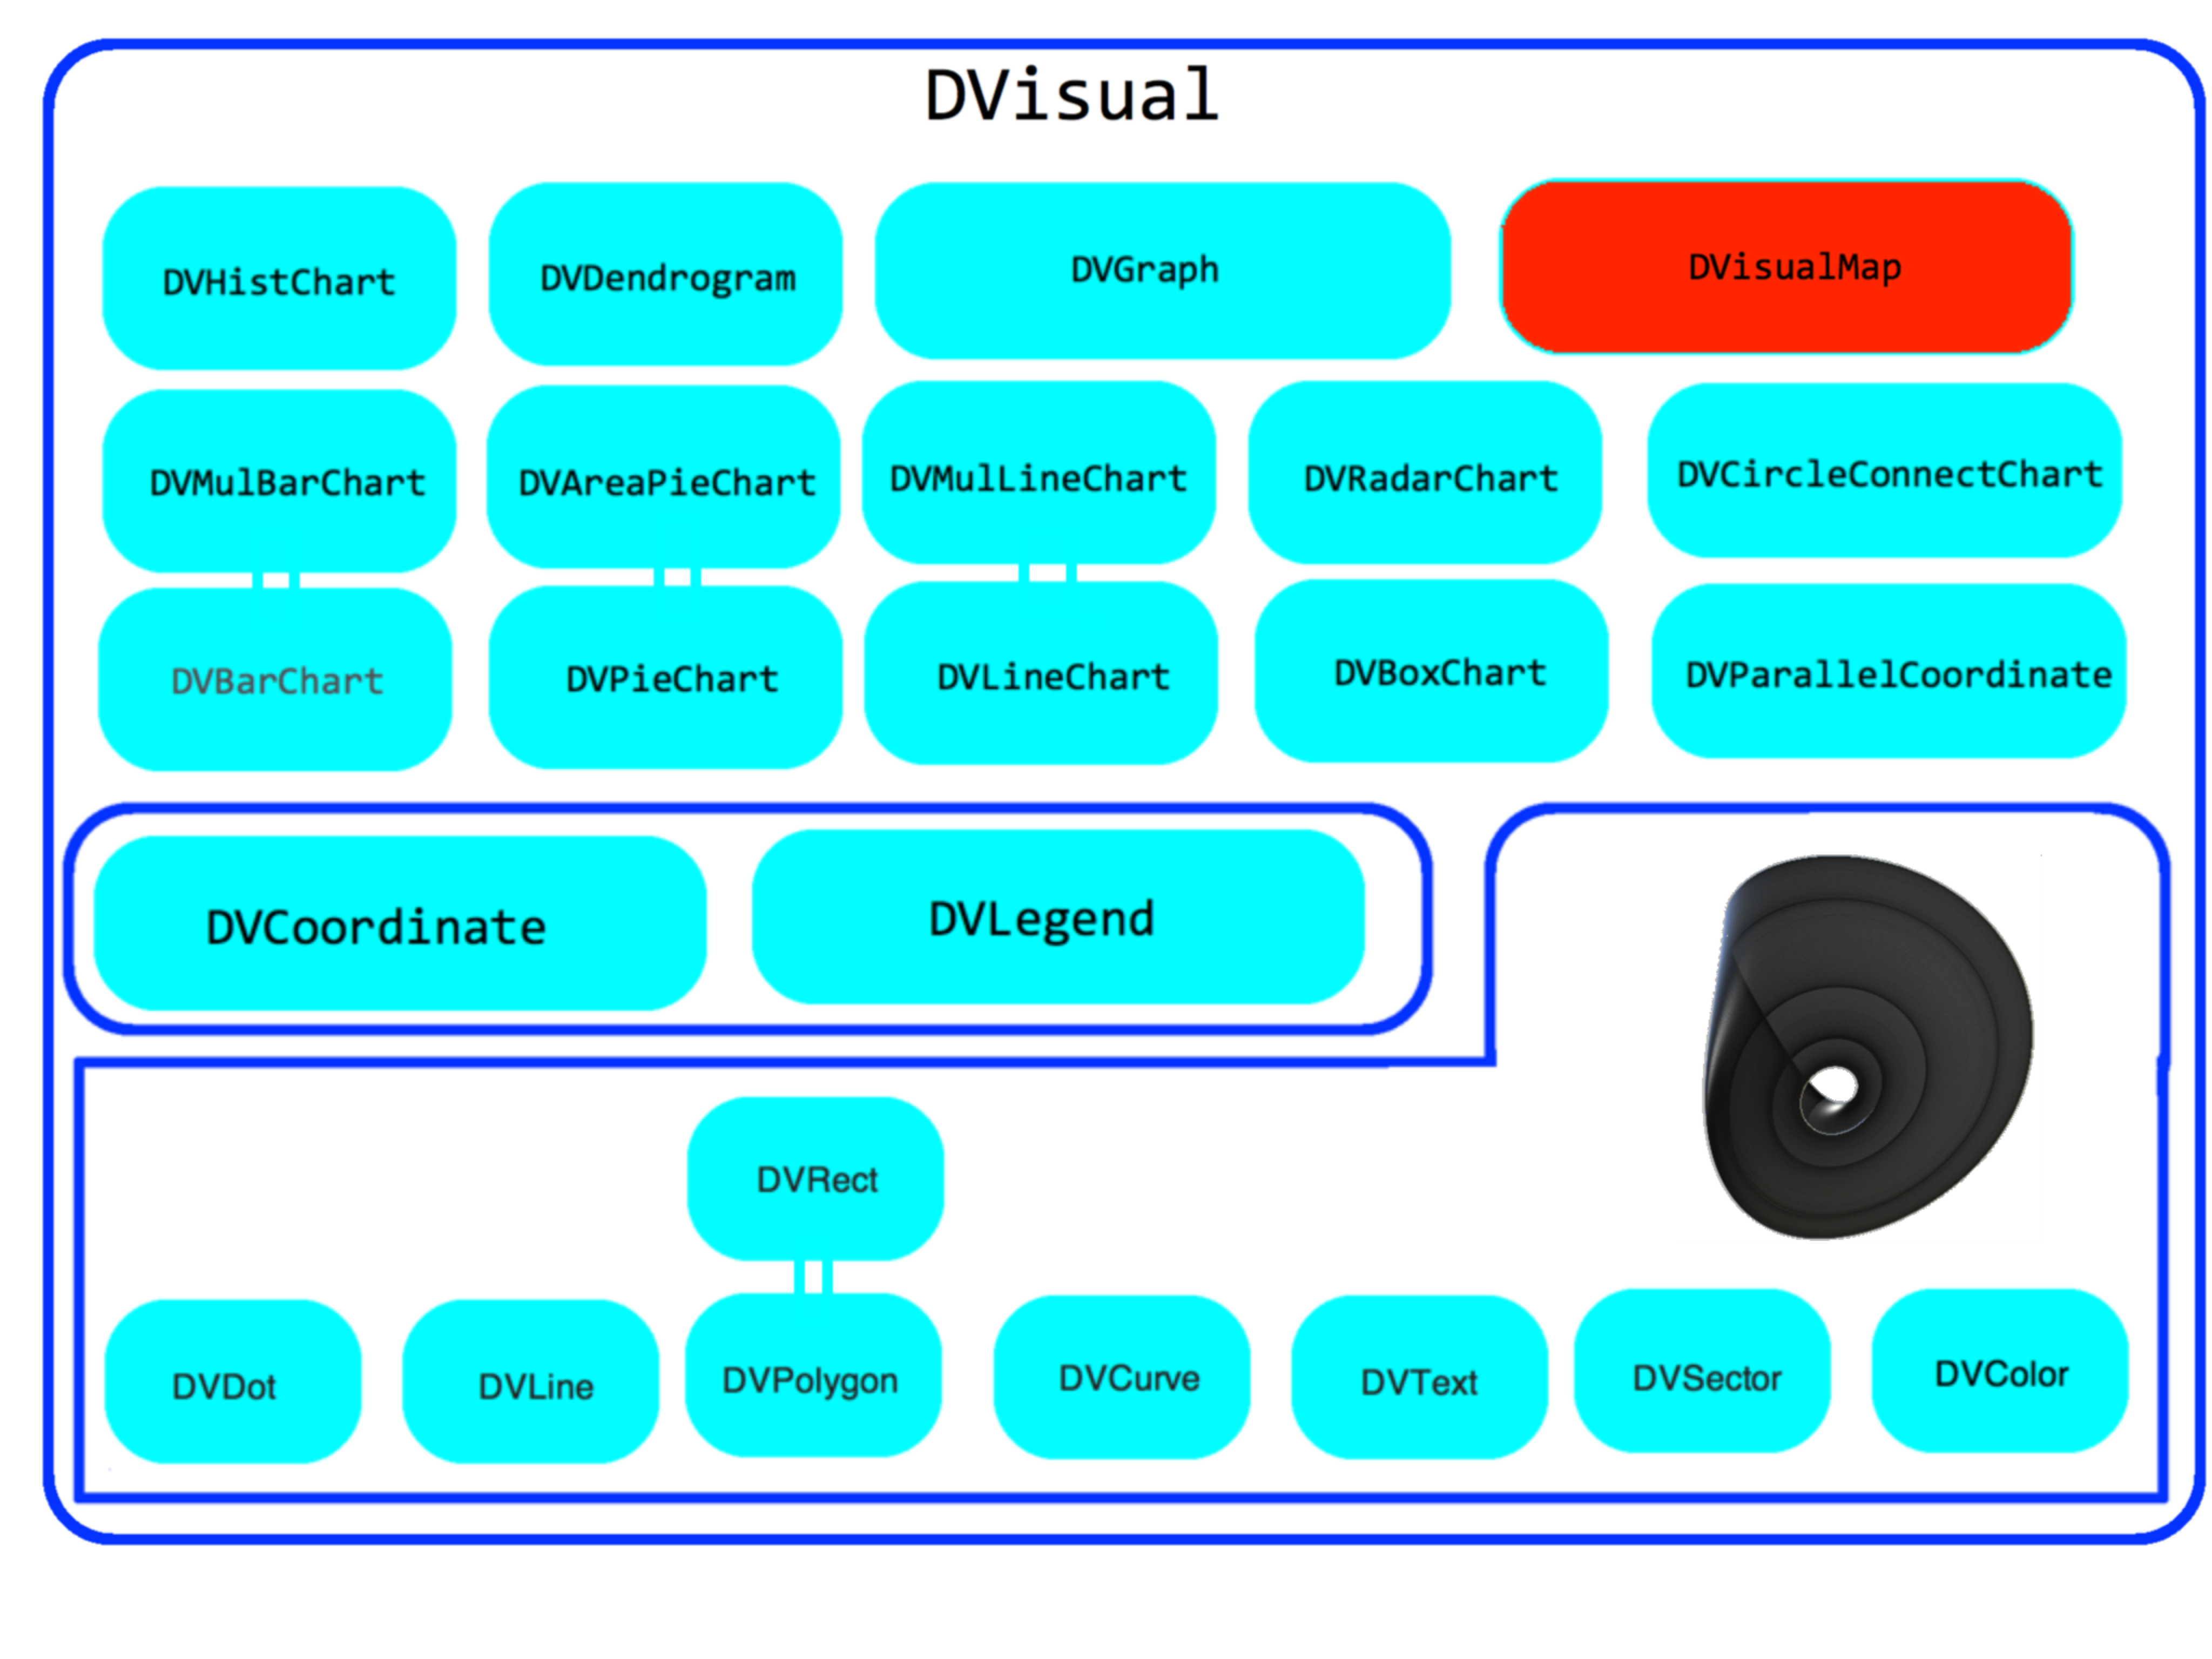 DVisual
DVHistChart DVDendrogram DVGraph DVisualMap
DVMulBarChart DVAreaPieChart DVMulLineChart DVRadarChart DVCircleConnectChart
DVBarChart DVPieChart DVLineChart DVBoxChart DVParallelCoordinate
DVCoordinate DVLegend
DVRect
DVDot DVLine DVPolygon DVCurve DVText DVSector DVColor